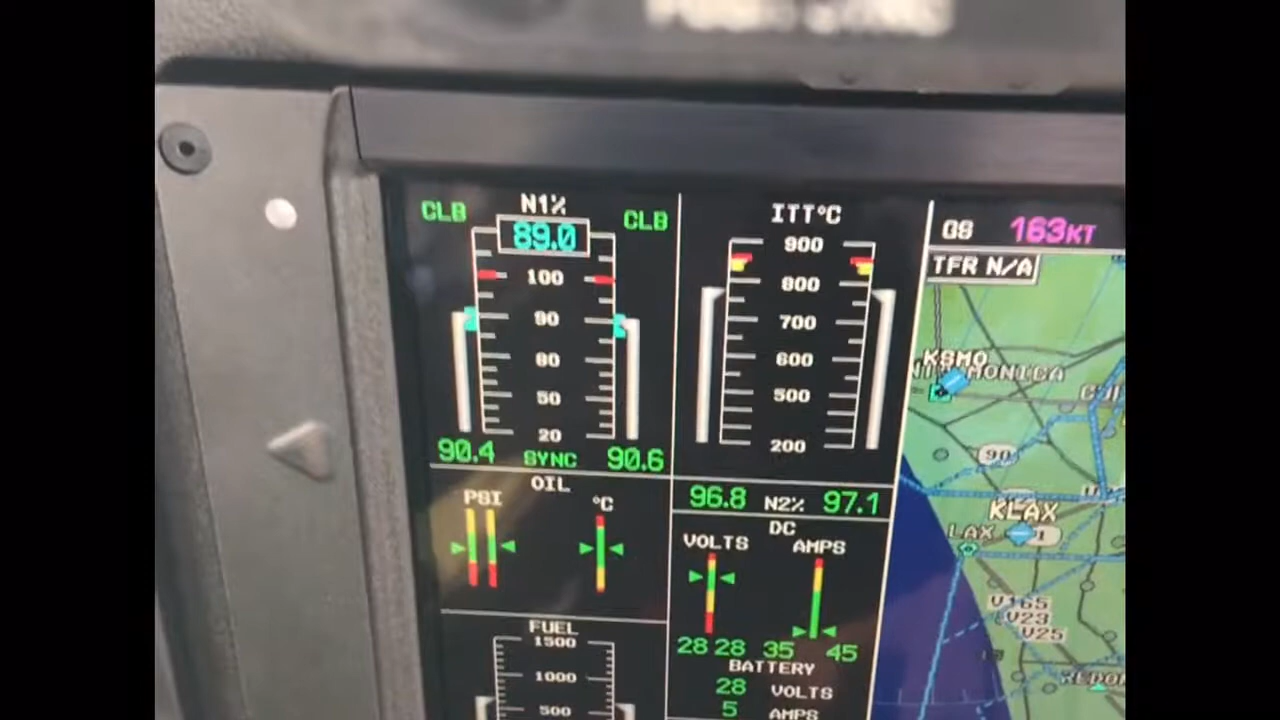 CLB N1% CLB
89.0
100
90
80
50
20
90.4 SYNC 90.6
ITT°C
900
800
700
600
500
200
96.8 N2% 97.1
OIL
PSI °C
DC
VOLTS AMPS
28 28 35 45
BATTERY
28 VOLTS
5 AMPS
FUEL
1500
1000
500
GS 163KT
TFR N/A
KSMO
MONICA
90
KLAX
LAX
1
V165
V23
V25